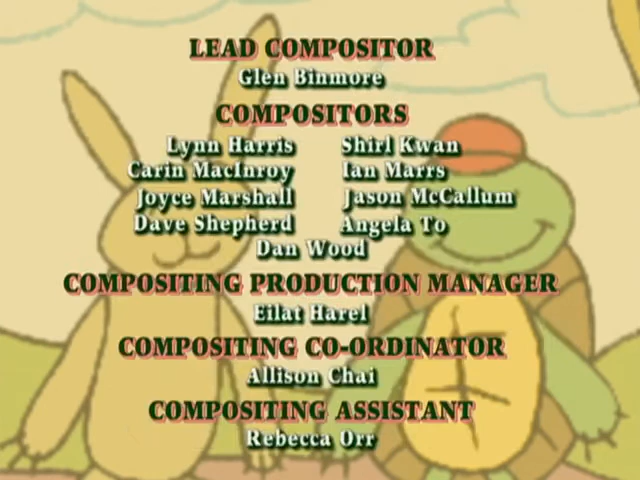 LEAD COMPOSITOR
Glen Binmore
COMPOSITORS
Lynn Harris Shirl Kwan
Carin MacInroy Ian Marrs
Joyce Marshall Jason McCallum
Dave Shepherd Angela To
Dan Wood
COMPOSITING PRODUCTION MANAGER
Eilat Harel
COMPOSITING CO-ORDINATOR
Allison Chai
COMPOSITING ASSISTANT
Rebecca Orr